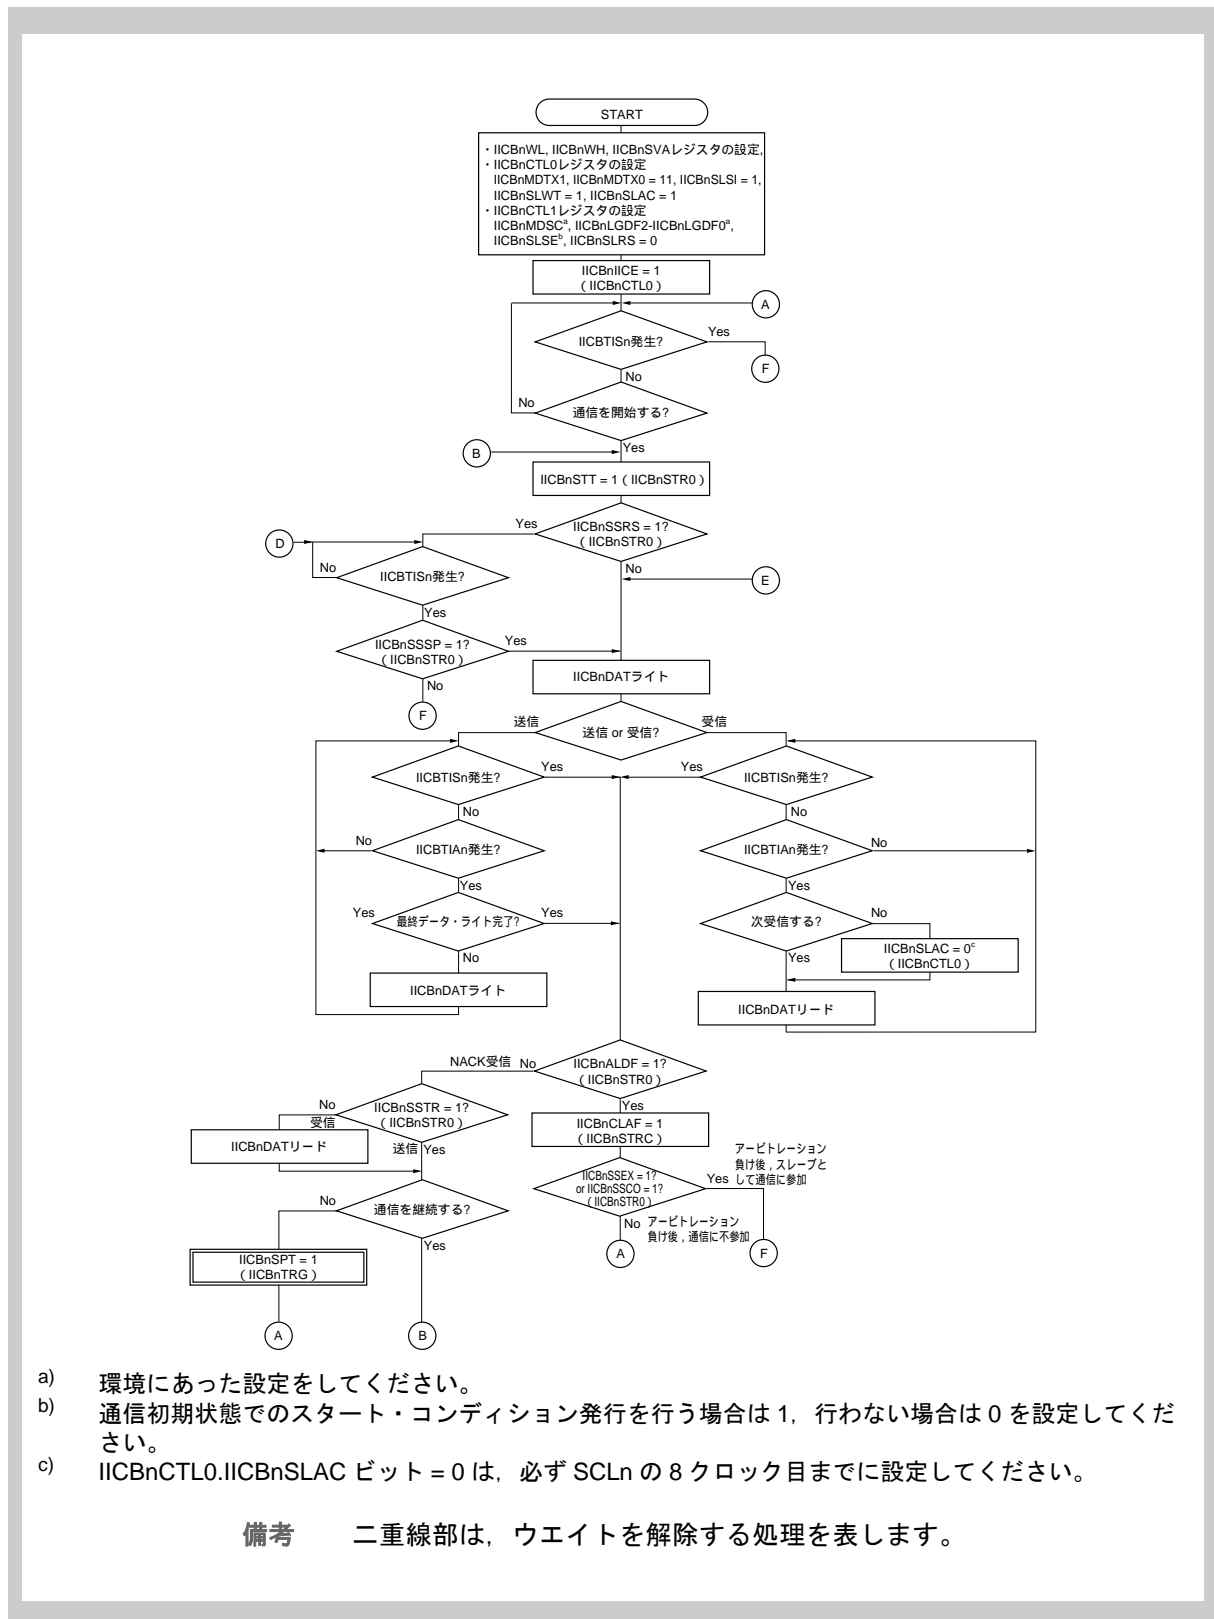 START
・IICBnWL, IICBnWH, IICBnSVAレジスタの設定,
・IICBnCTL0レジスタの設定
IICBnMDTX1, IICBnMDTX0 = 11, IICBnSLSI = 1,
IICBnSLWT = 1, IICBnSLAC = 1
・IICBnCTL1レジスタの設定
IICBnMDSCa, IICBnLGDF2-IICBnLGDF0a,
IICBnSLSEb, IICBnSLRS = 0
IICBnIICE = 1
（IICBnCTL0）
A
IICBTISn発生?
Yes
F
No
通信を開始する?
No
Yes
B
IICBnSTT = 1（IICBnSTR0）
IICBnSSRS = 1?
（IICBnSTR0）
Yes
No
D
E
IICBTISn発生?
No
Yes
IICBnSSSP = 1?
（IICBnSTR0）
Yes
No
F
IICBnDATライト
送信 or 受信?
送信
受信
IICBTISn発生?
Yes
No
Yes
IICBTISn発生?
No
IICBTIAn発生?
No
Yes
IICBTIAn発生?
No
Yes
最終データ・ライト完了?
Yes
Yes
No
次受信する?
No
Yes
IICBnSLAC = 0c
（IICBnCTL0）
IICBnDATライト
IICBnDATリード
IICBnALDF = 1?
（IICBnSTR0）
NACK受信 No
Yes
IICBnSSTR = 1?
（IICBnSTR0）
No
受信
送信 Yes
IICBnDATリード
IICBnCLAF = 1
（IICBnSTRC）
IICBnSSEX = 1?
or IICBnSSCO = 1?
（IICBnSTR0）
アービトレーション
負け後，スレーブと
Yes して通信に参加
No アービトレーション
負け後，通信に不参加
A
F
通信を継続する?
No
Yes
IICBnSPT = 1
（IICBnTRG）
A
B
a) 環境にあった設定をしてください。
b) 通信初期状態でのスタート・コンディション発行を行う場合は 1，行わない場合は 0 を設定してくだ
さい。
c) IICBnCTL0.IICBnSLAC ビット = 0 は，必ず SCLn の 8 クロック目までに設定してください。
備考 二重線部は，ウエイトを解除する処理を表します。